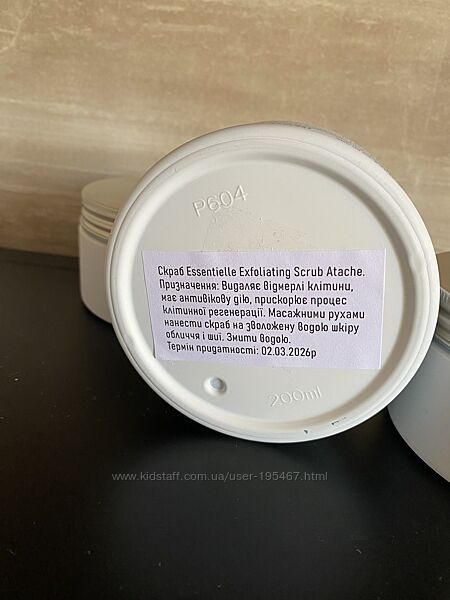 P604
Скраб Essentielle Exfoliating Scrub Atache.
Призначення: Видаляє відмерлі клітини,
має антивікову дію, прискорює процес
клітинної регенерації. Масажними рухами
нанести скраб на зволожену водою шкіру
обличчя і шиї. Змити водою.
Термін придатності: 02.03.2026р
200ml
www.kidstaff.com.ua/user-195467.html